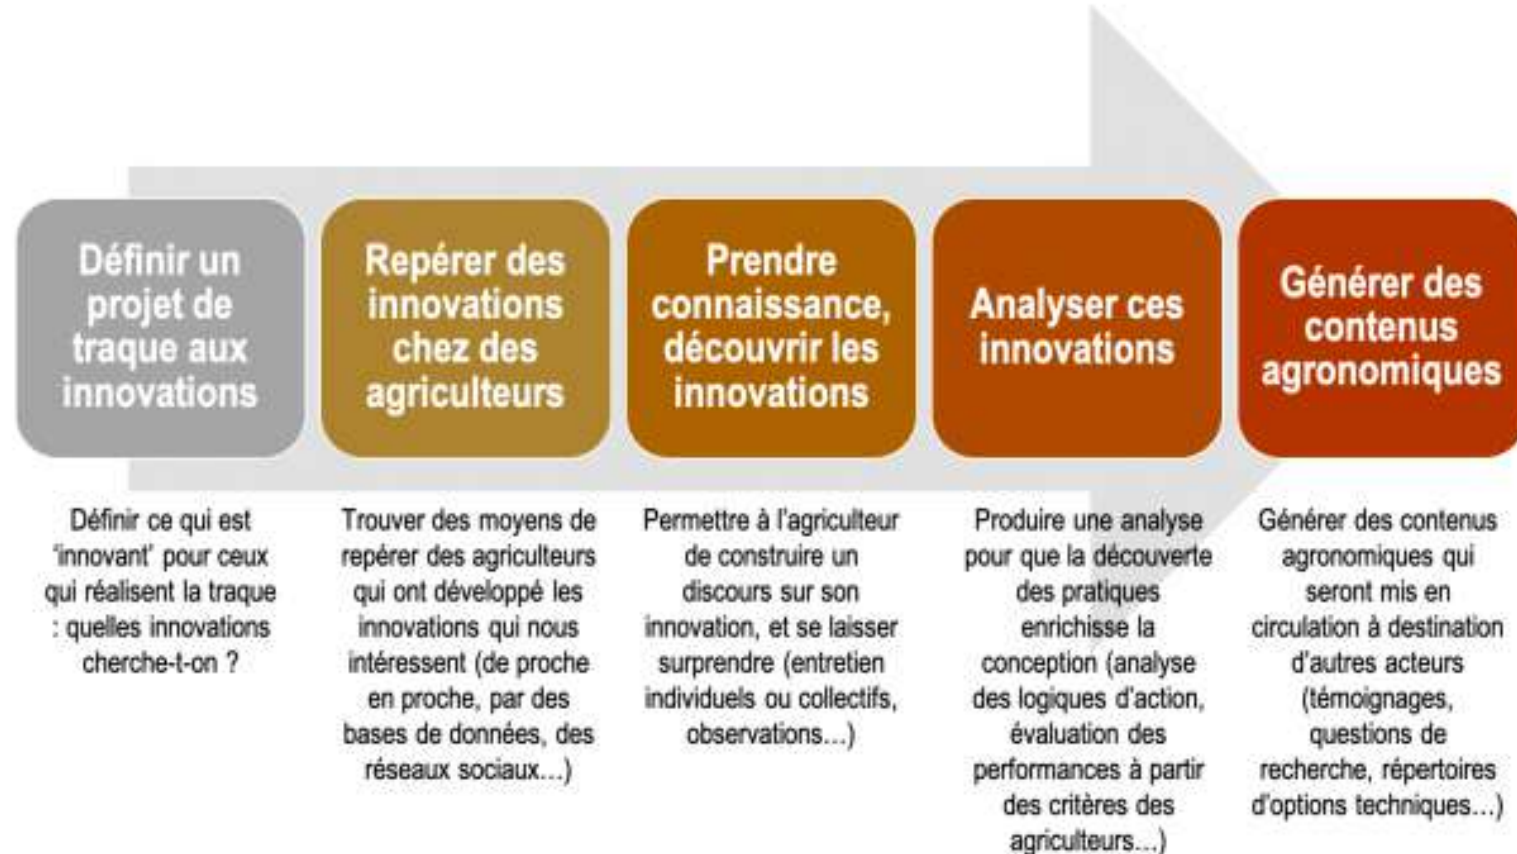 Définir un
projet de
traque aux
innovations
Repérer des
innovations
chez des
agriculteurs
Prendre
connaissance,
découvrir les
innovations
Analyser ces
innovations
Générer des
contenus
agronomiques
Définir ce qui est
‘innovant’ pour ceux
qui réalisent la traque
: quelles innovations
cherche-t-on ?
Trouver des moyens de
repérer des agriculteurs
qui ont développé les
innovations qui nous
intéressent (de proche
en proche, par des
bases de données, des
réseaux sociaux…)
Permettre à l’agriculteur
de construire un
discours sur son
innovation, et se laisser
surprendre (entretien
individuels ou collectifs,
observations…)
Produire une analyse
pour que la découverte
des pratiques
enrichisse la
conception (analyse
des logiques d’action,
évaluation des
performances à partir
des critères des
agriculteurs…)
Générer des contenus
agronomiques qui
seront mis en
circulation à destination
d’autres acteurs
(témoignages,
questions de
recherche, répertoires
d’options techniques…)